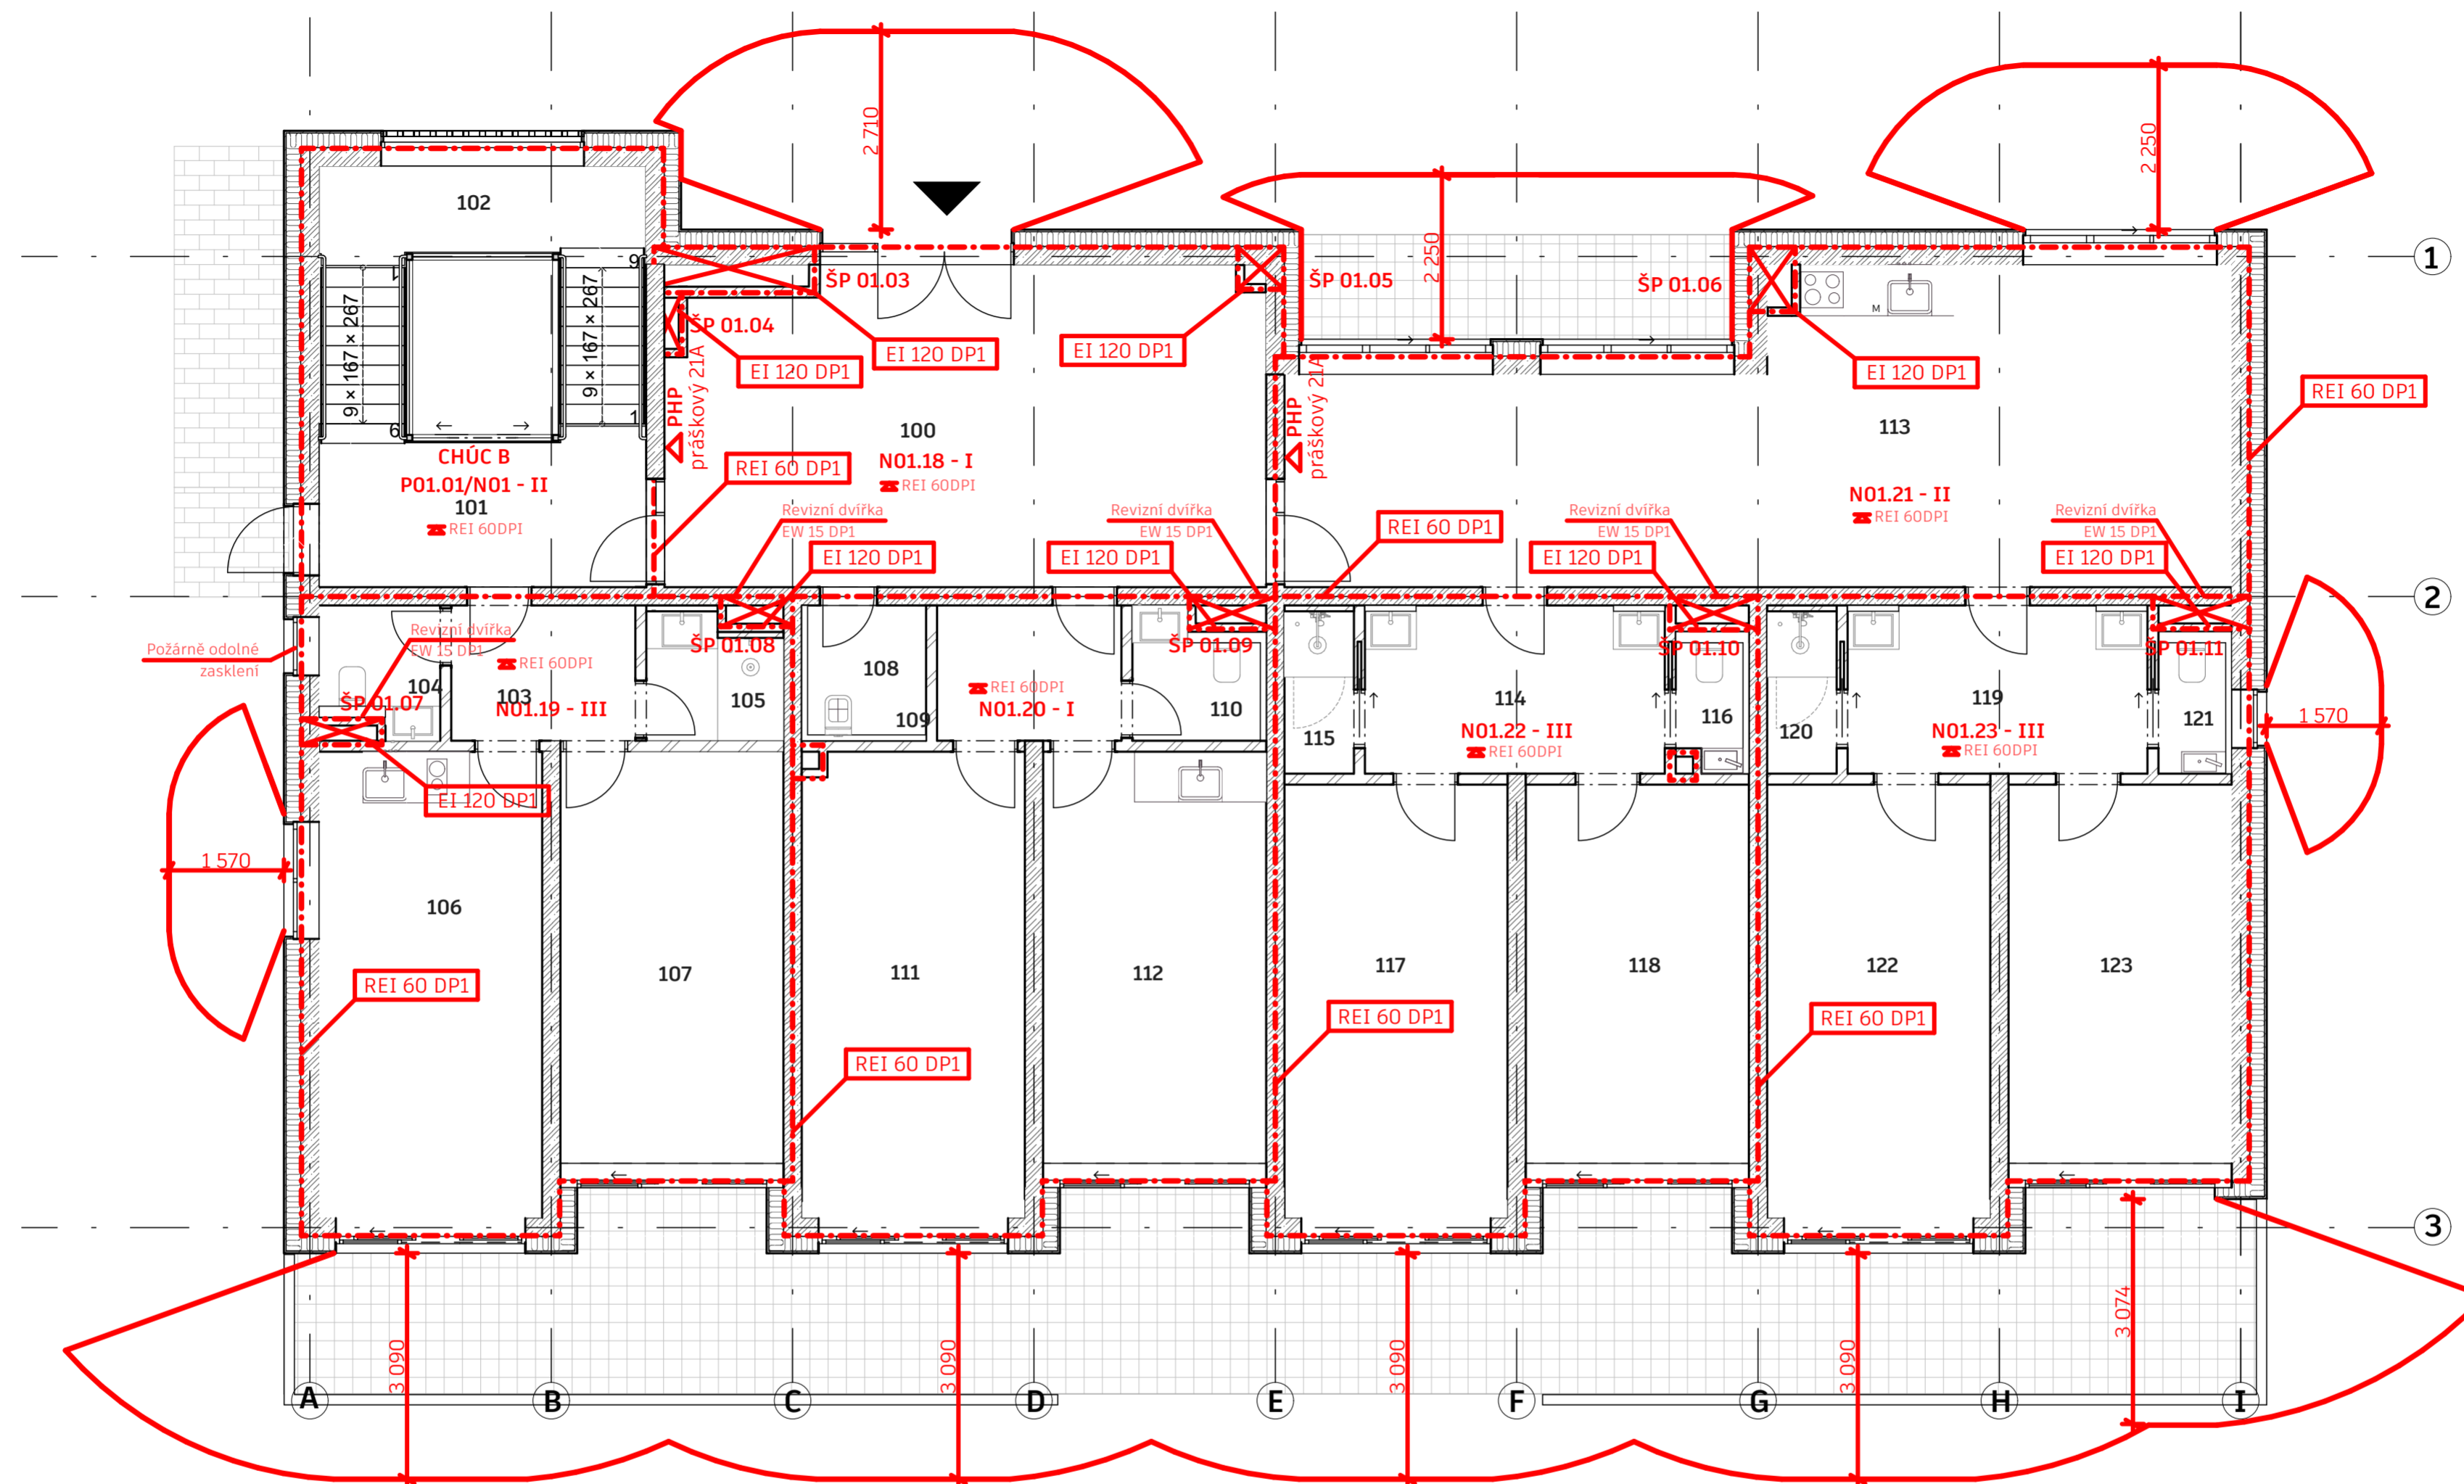 2 710
2 250
102
2 250
1
ŠP 01.03
ŠP 01.05
ŠP 01.06
9
1
9×167×267
9×167×267
ŠP 01.04
M
EI 120 DP1
EI 120 DP1
EI 120 DP1
EI 120 DP1
REI 60 DP1
PHP
práškový 21A
PHP
práškový 21A
9
1
100
113
CHÚC B
P01.01/N01 - II
101
REI 60DPI
REI 60 DP1
N01.18 - I
REI 60DPI
N01.21 - II
REI 60DPI
Revizní dvířka
EW 15 DP1
Revizní dvířka
EW 15 DP1
REI 60 DP1
Revizní dvířka
EW 15 DP1
Revizní dvířka
EW 15 DP1
EI 120 DP1
EI 120 DP1
EI 120 DP1
EI 120 DP1
2
Požárně odolné
zasklení
Revizní dvířka
EW 15 DP1
REI 60DPI
ŠP 01.08
ŠP 01.09
ŠP 01.10
ŠP 01.11
104
103
ŠP 01.07
N01.19 - III
105
108
109
REI 60DPI
N01.20 - I
110
115
114
N01.22 - III
REI 60DPI
116
120
119
N01.23 - III
REI 60DPI
121
1 570
EI 120 DP1
1 570
106
107
111
112
117
118
122
123
REI 60 DP1
REI 60 DP1
REI 60 DP1
REI 60 DP1
3
3 090
3 090
3 090
3 090
3 074
A
B
C
D
E
F
G
H
I